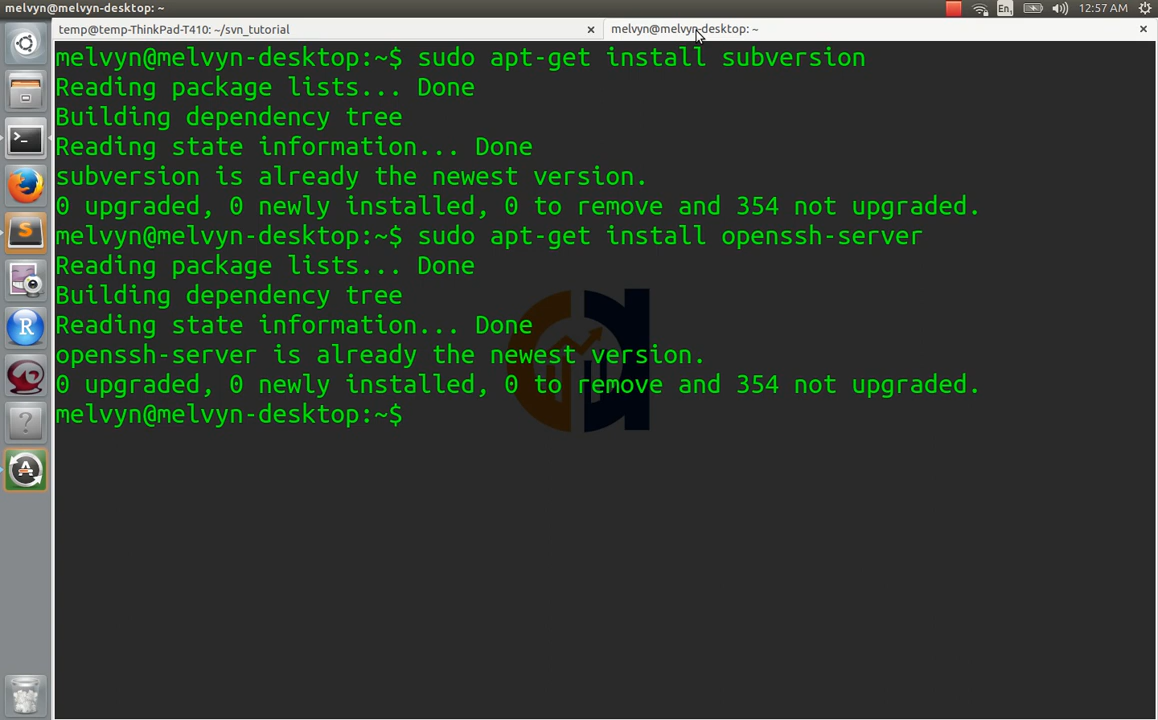 melvyn@melvyn-desktop: ~
En1
12:57 AM
temp@temp-ThinkPad-T410: ~/svn_tutorial
melvyn@melvyn-desktop: ~
melvyn@melvyn-desktop:~$ sudo apt-get install subversion
Reading package lists... Done
Building dependency tree
Reading state information... Done
subversion is already the newest version.
0 upgraded, 0 newly installed, 0 to remove and 354 not upgraded.
melvyn@melvyn-desktop:~$ sudo apt-get install openssh-server
Reading package lists... Done
Building dependency tree
Reading state information... Done
openssh-server is already the newest version.
0 upgraded, 0 newly installed, 0 to remove and 354 not upgraded.
melvyn@melvyn-desktop:~$